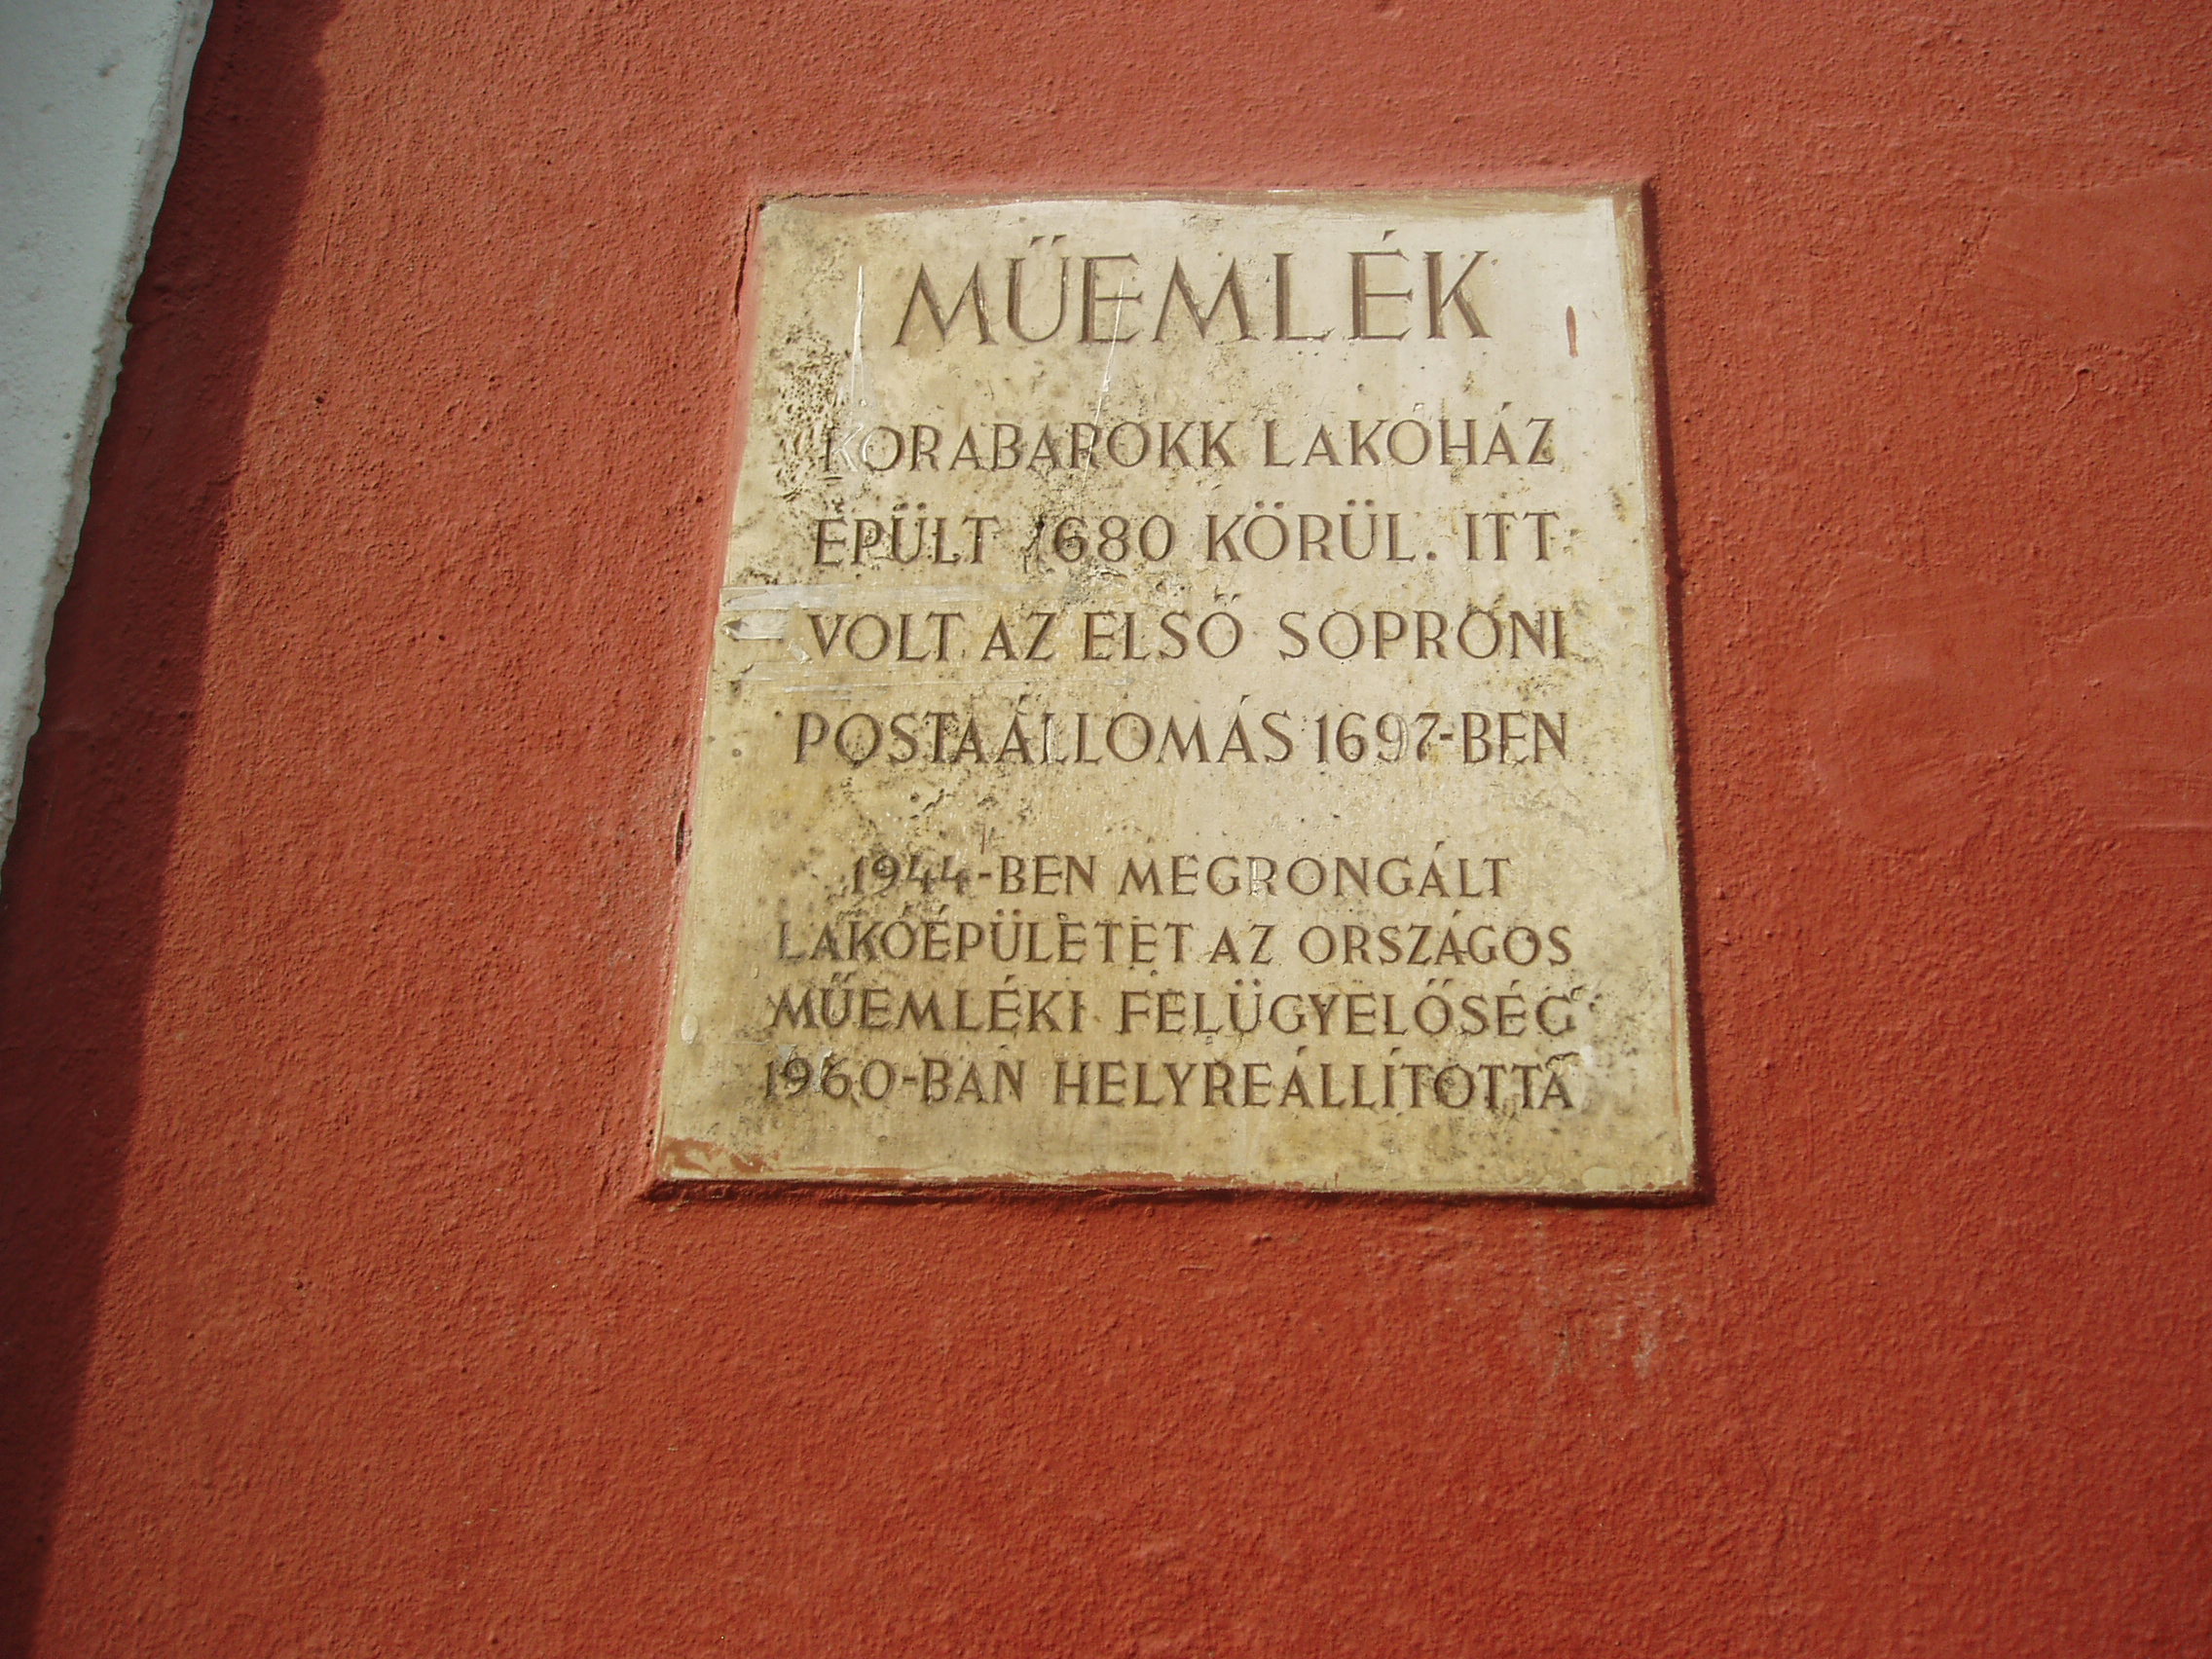 MŰEMLÉK
KORABAROKK LAKÓHÁZ
ÉPÜLT 1680 KÖRÜL. ITT
VOLT AZ ELSŐ SOPRONI
POSTAÁLLOMÁS 1697-BEN
1944-BEN MEGRONGÁLT
LAKÓÉPÜLETET AZ ORSZÁGOS
MŰEMLÉKI FELÜGYELŐSÉG
1960-BAN HELYREÁLLÍTOTTA